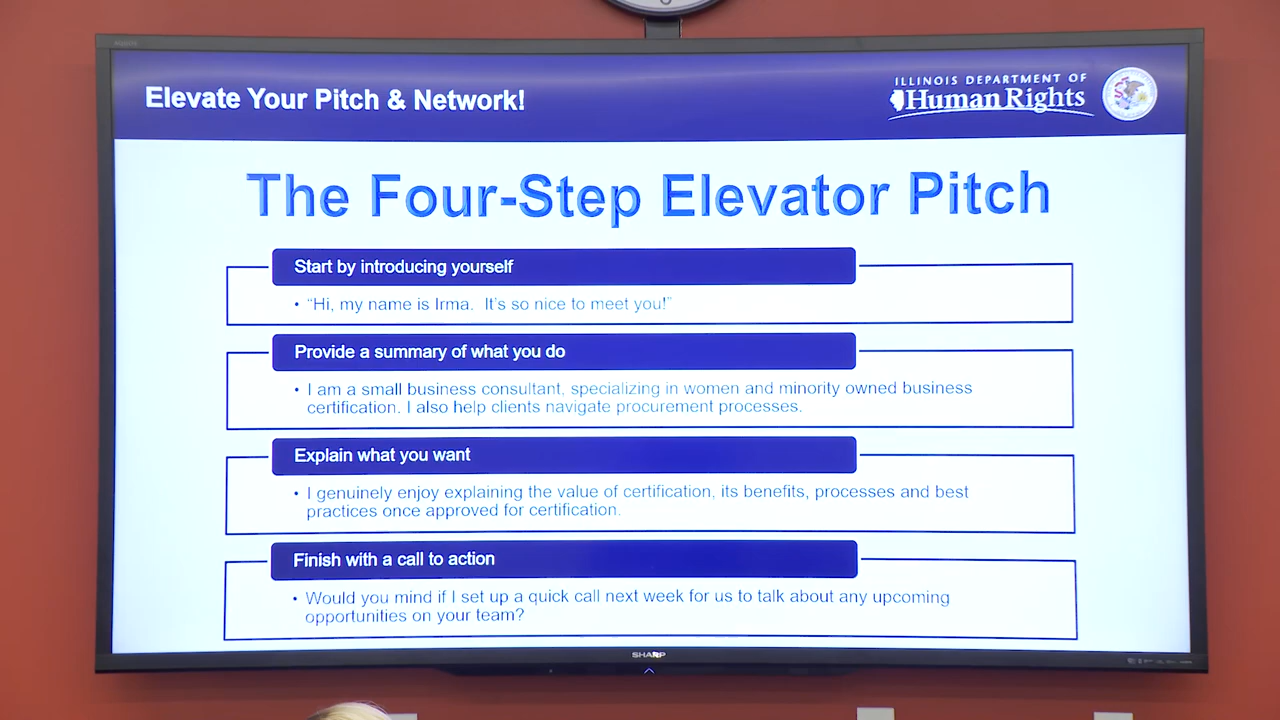 Elevate Your Pitch & Network!
ILLINOIS DEPARTMENT OF
Human Rights
The Four-Step Elevator Pitch
Start by introducing yourself
• “Hi, my name is Irma. It's so nice to meet you!”
Provide a summary of what you do
• I am a small business consultant, specializing in women and minority owned business
certification. I also help clients navigate procurement processes.
Explain what you want
• I genuinely enjoy explaining the value of certification, its benefits, processes and best
practices once approved for certification.
Finish with a call to action
• Would you mind if I set up a quick call next week for us to talk about any upcoming
opportunities on your team?
SHARP